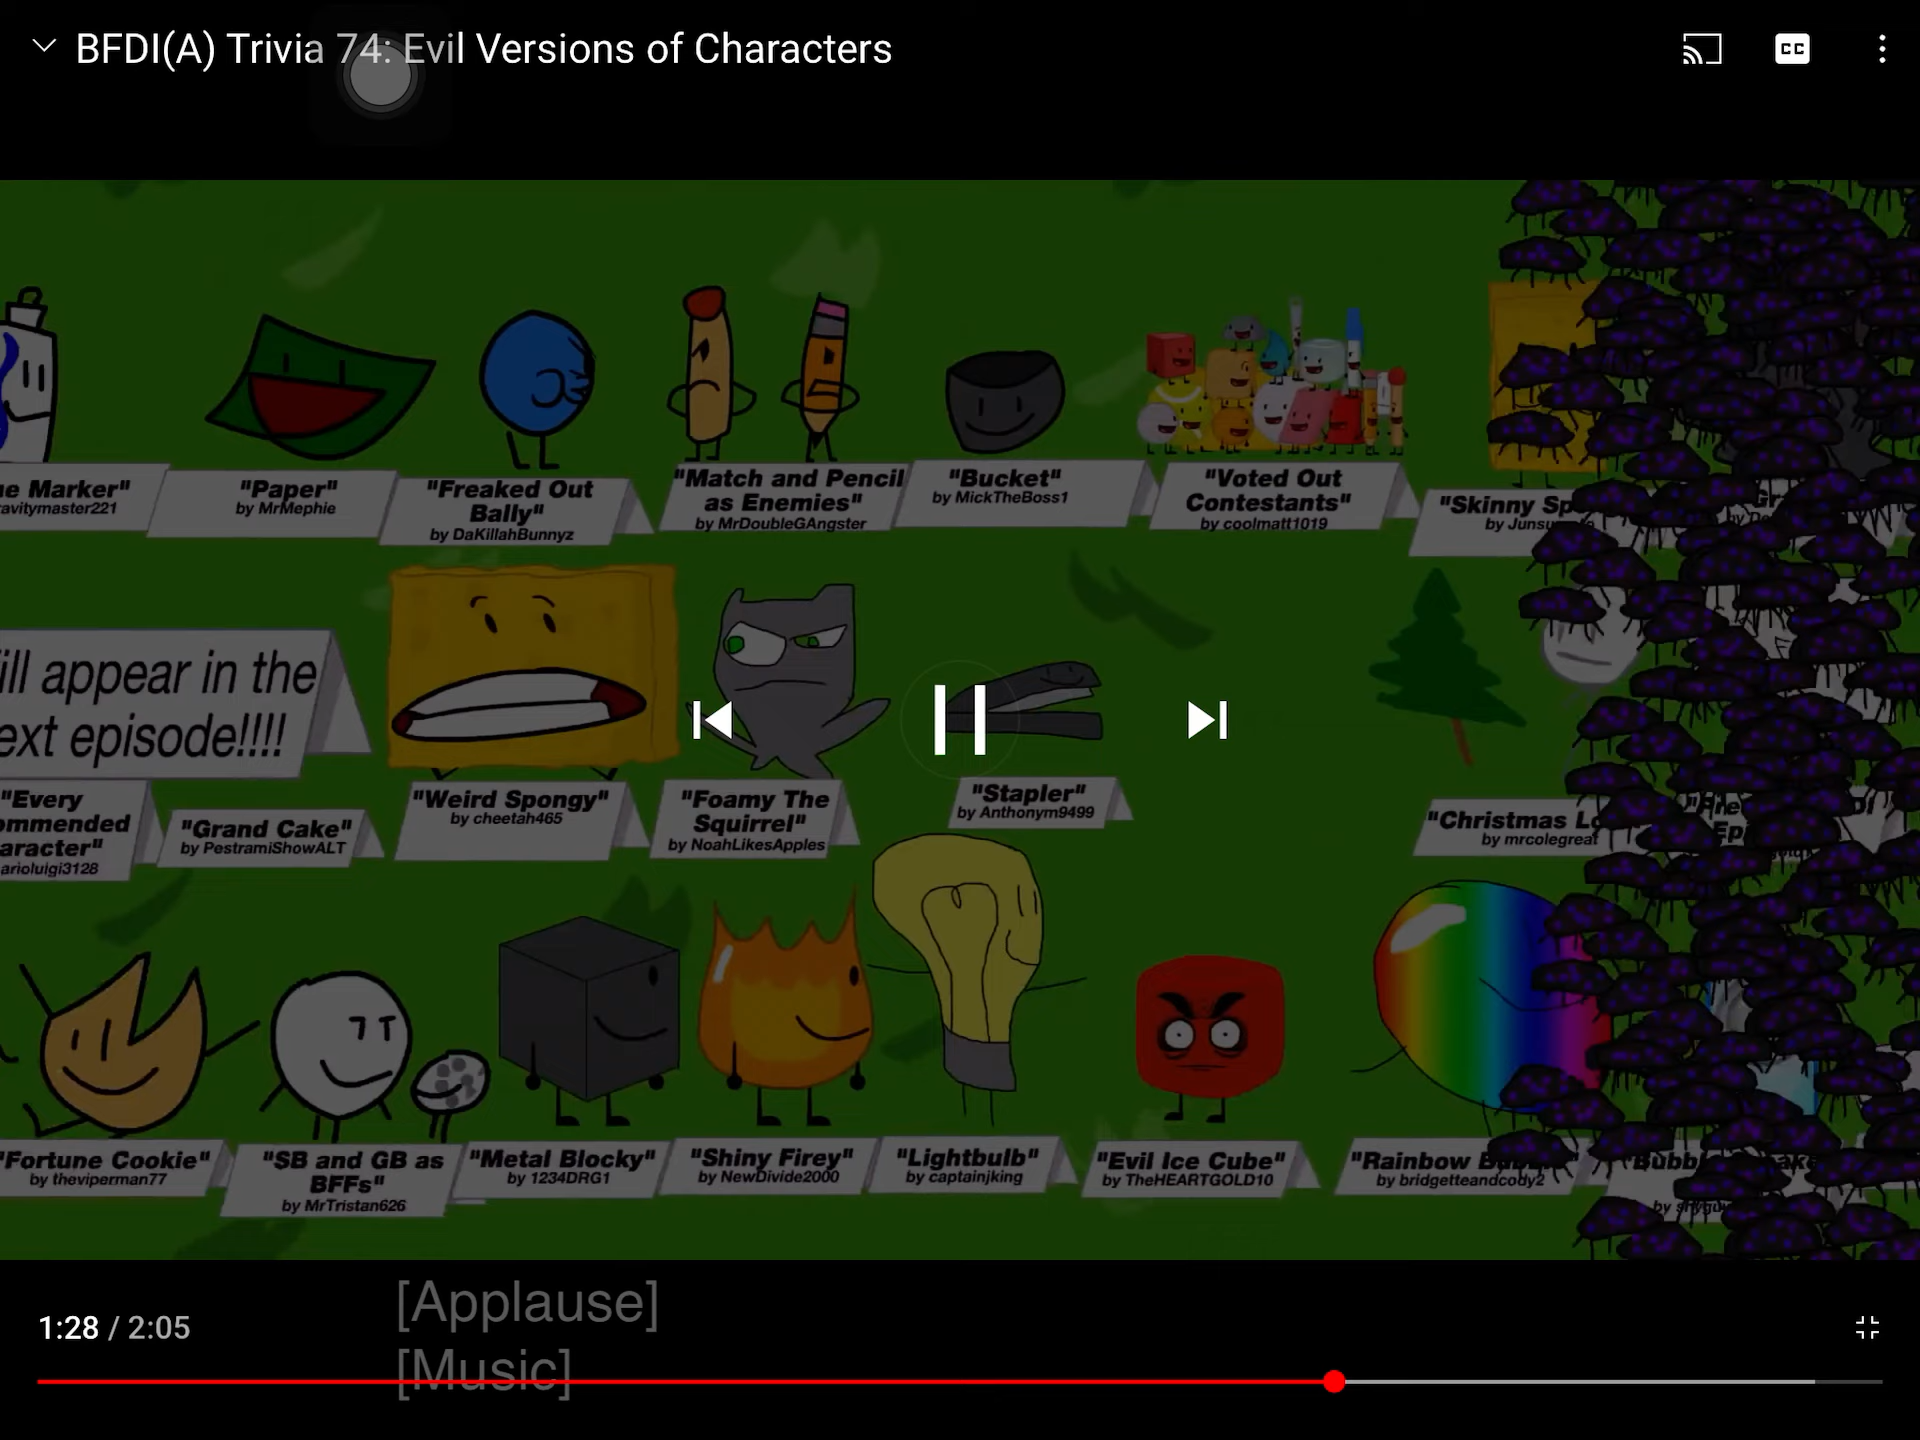 BFDI(A) Trivia 74: Evil Versions of Characters
CC
e Marker"
avitymaster221
"Paper"
by MrMephie
"Freaked Out
Bally"
by DaKillahBunnyz
"Match and Pencil
as Enemies"
by MrDoubleGAngster
"Bucket"
by MickTheBoss1
"Voted Out
Contestants"
by coolmatt1019
"Skinny Sp
by Junsu
ill appear in the
ext episode!!!!
"Every
ommended
aracter"
arioluigi3128
"Grand Cake"
by PestramiShowALT
"Weird Spongy"
by cheetah465
"Foamy The
Squirrel"
by NoahLikesApples
"Stapler"
by Anthonym9499
"Christmas Lo
by mrcolegreat
"Fortune Cookie"
by theviperman77
"SB and GB as
BFFs"
by MrTristan626
"Metal Blocky"
by 1234DRG1
"Shiny Firey"
by NewDivide2000
"Lightbulb"
by captainjking
"Evil Ice Cube"
by TheHEARTGOLD10
"Rainbow
by bridgetteandcody2
"Bubb
by
[Applause]
1:28 / 2:05
[Music]